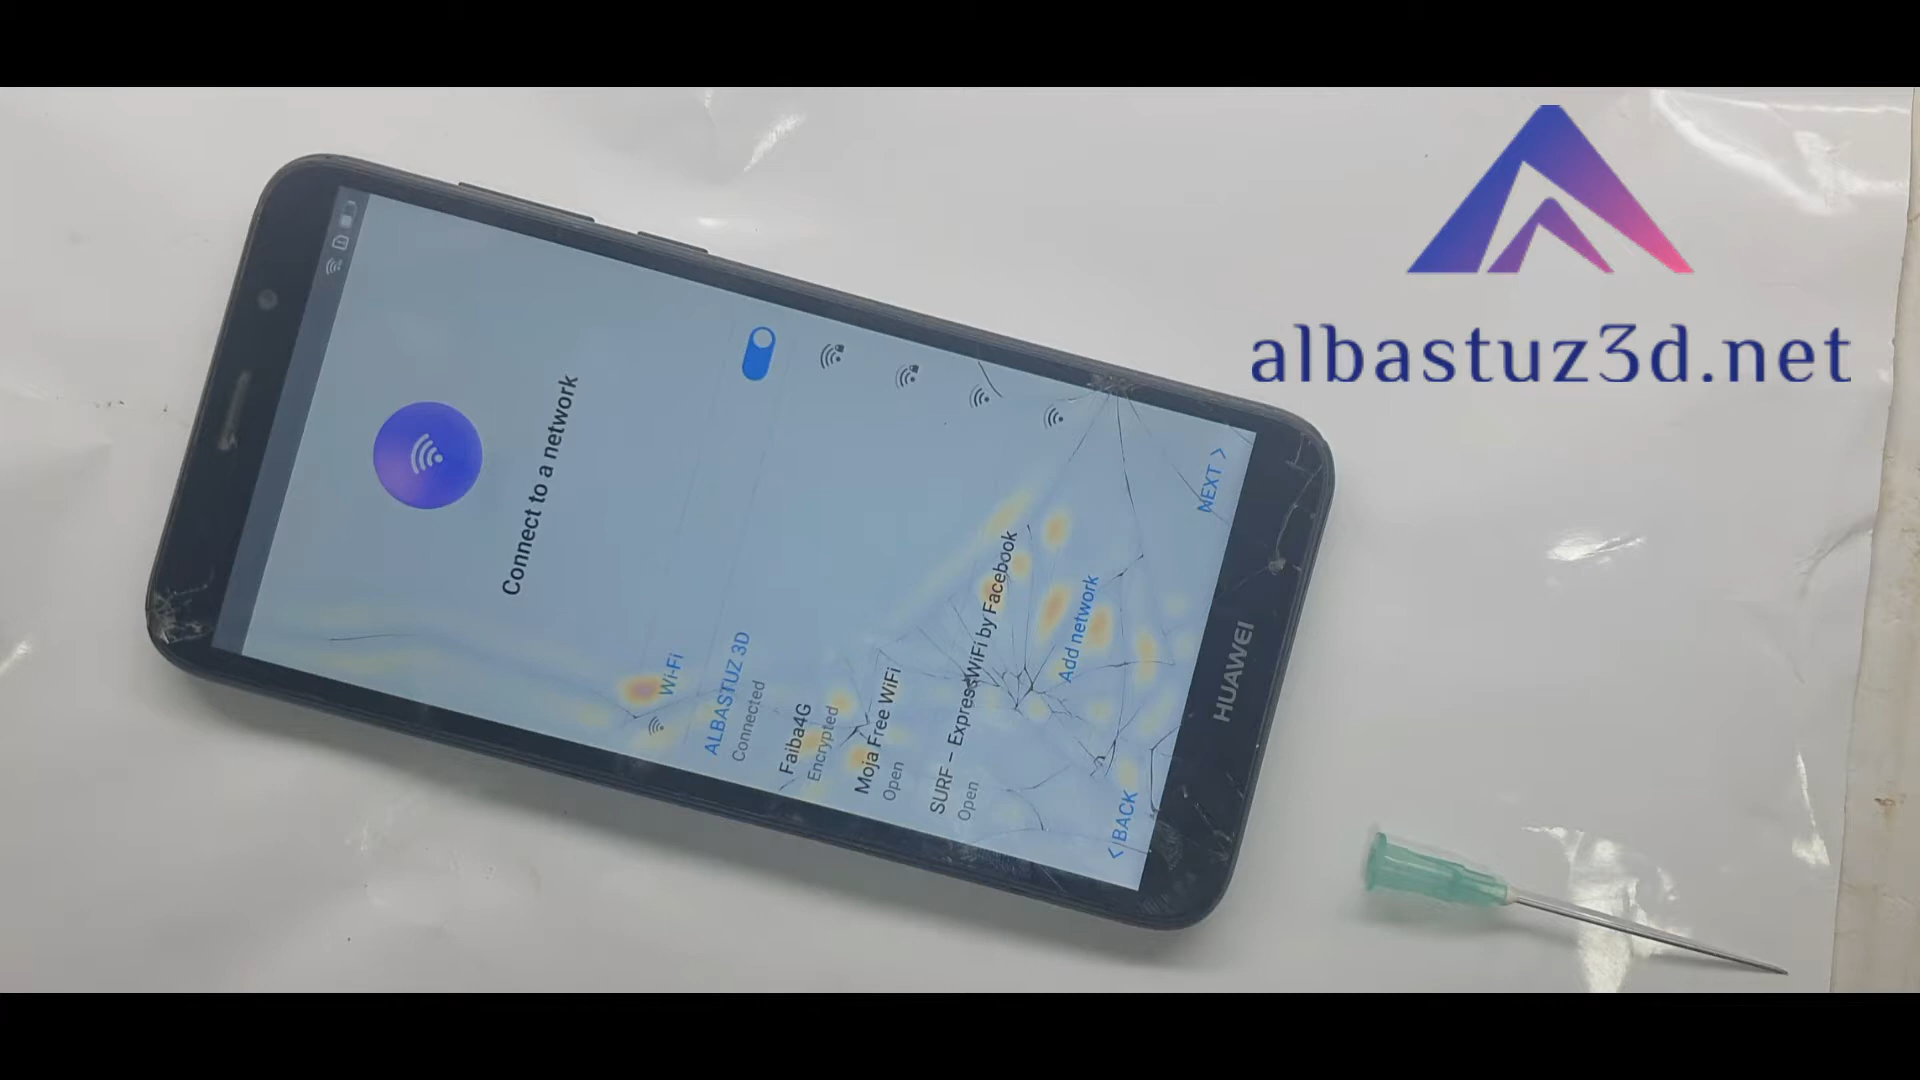 albastuz3d.net
Connect to a network
Wi-Fi
ALBASTUZ 3D
Connected
Faiba4G
Encrypted
Moja Free WiFi
Open
SURF – ExpressWiFi by Facebook
Open
Add network
< BACK
NEXT >
HUAWEI